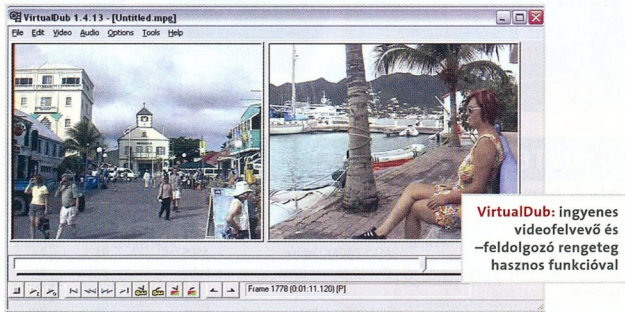 VirtualDub 1.4.13 - [Untitled.mpg]
File Edit Video Audio Options Tools Help
VirtualDub: ingyenes
videofelvevő és
–feldolgozó rengeteg
hasznos funkcióval
Frame 1778 (0:01:11.120) [P]